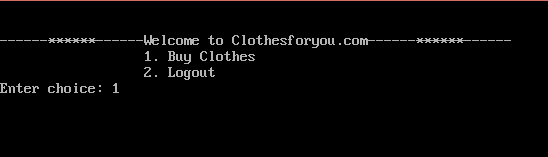 ------******------Welcome to Clothesforyou.com------******------
1. Buy Clothes
2. Logout
Enter choice: 1